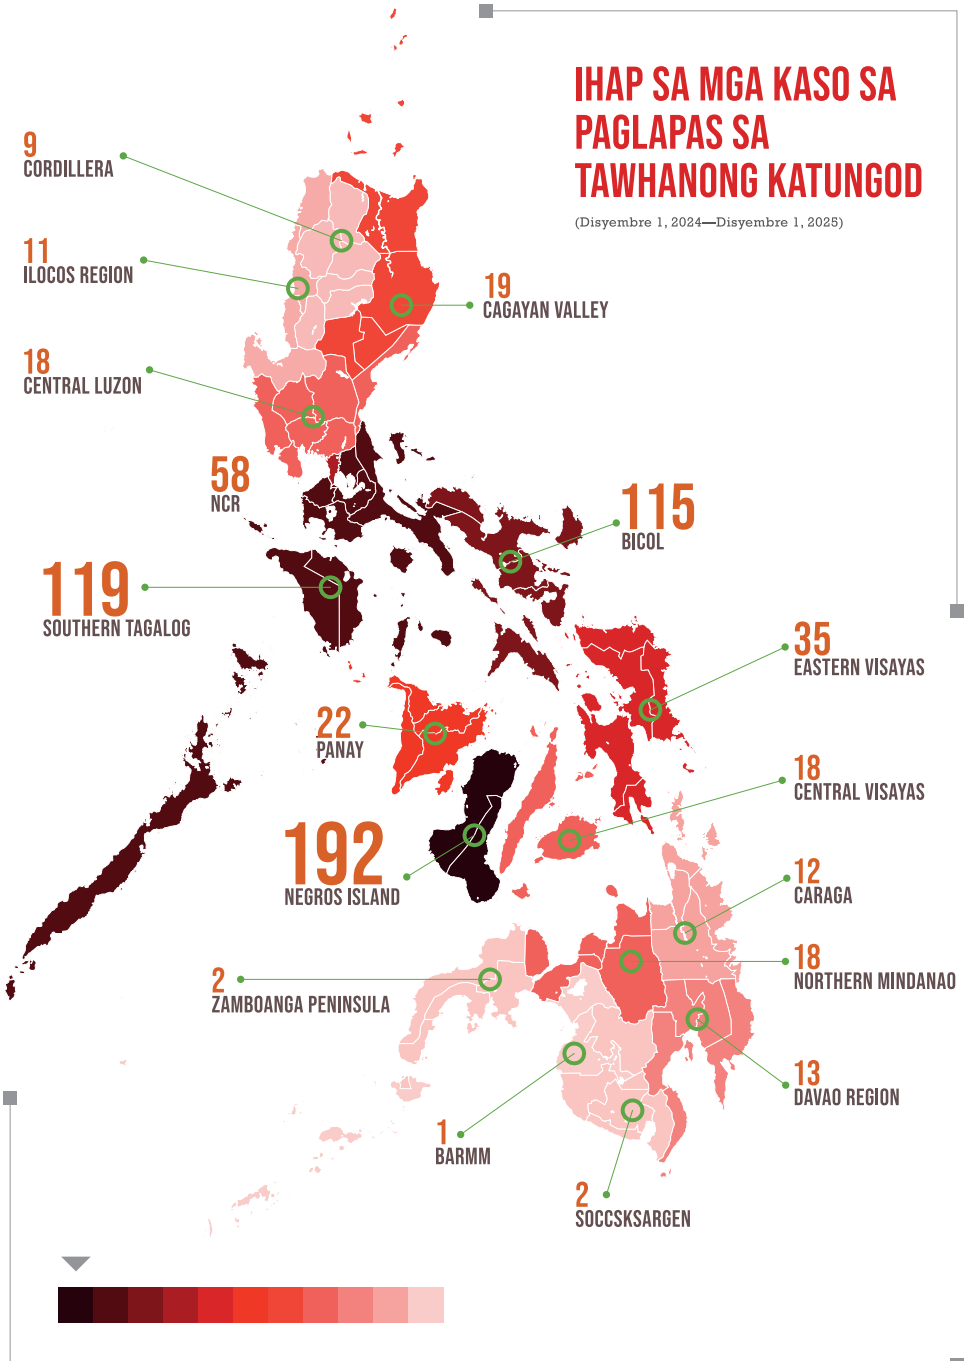 IHAP SA MGA KASO SA
PAGLAPAS SA
TAWHANONG KATUNGOD
(Disyembre 1, 2024—Disyembre 1, 2025)
9
CORDILLERA
11
ILOCOS REGION
19
CAGAYAN VALLEY
18
CENTRAL LUZON
58
NCR
115
BICOL
119
SOUTHERN TAGALOG
35
EASTERN VISAYAS
22
PANAY
18
CENTRAL VISAYAS
192
NEGROS ISLAND
12
CARAGA
18
NORTHERN MINDANAO
2
ZAMBOANGA PENINSULA
13
DAVAO REGION
1
BARMM
2
SOCCSKSARGEN